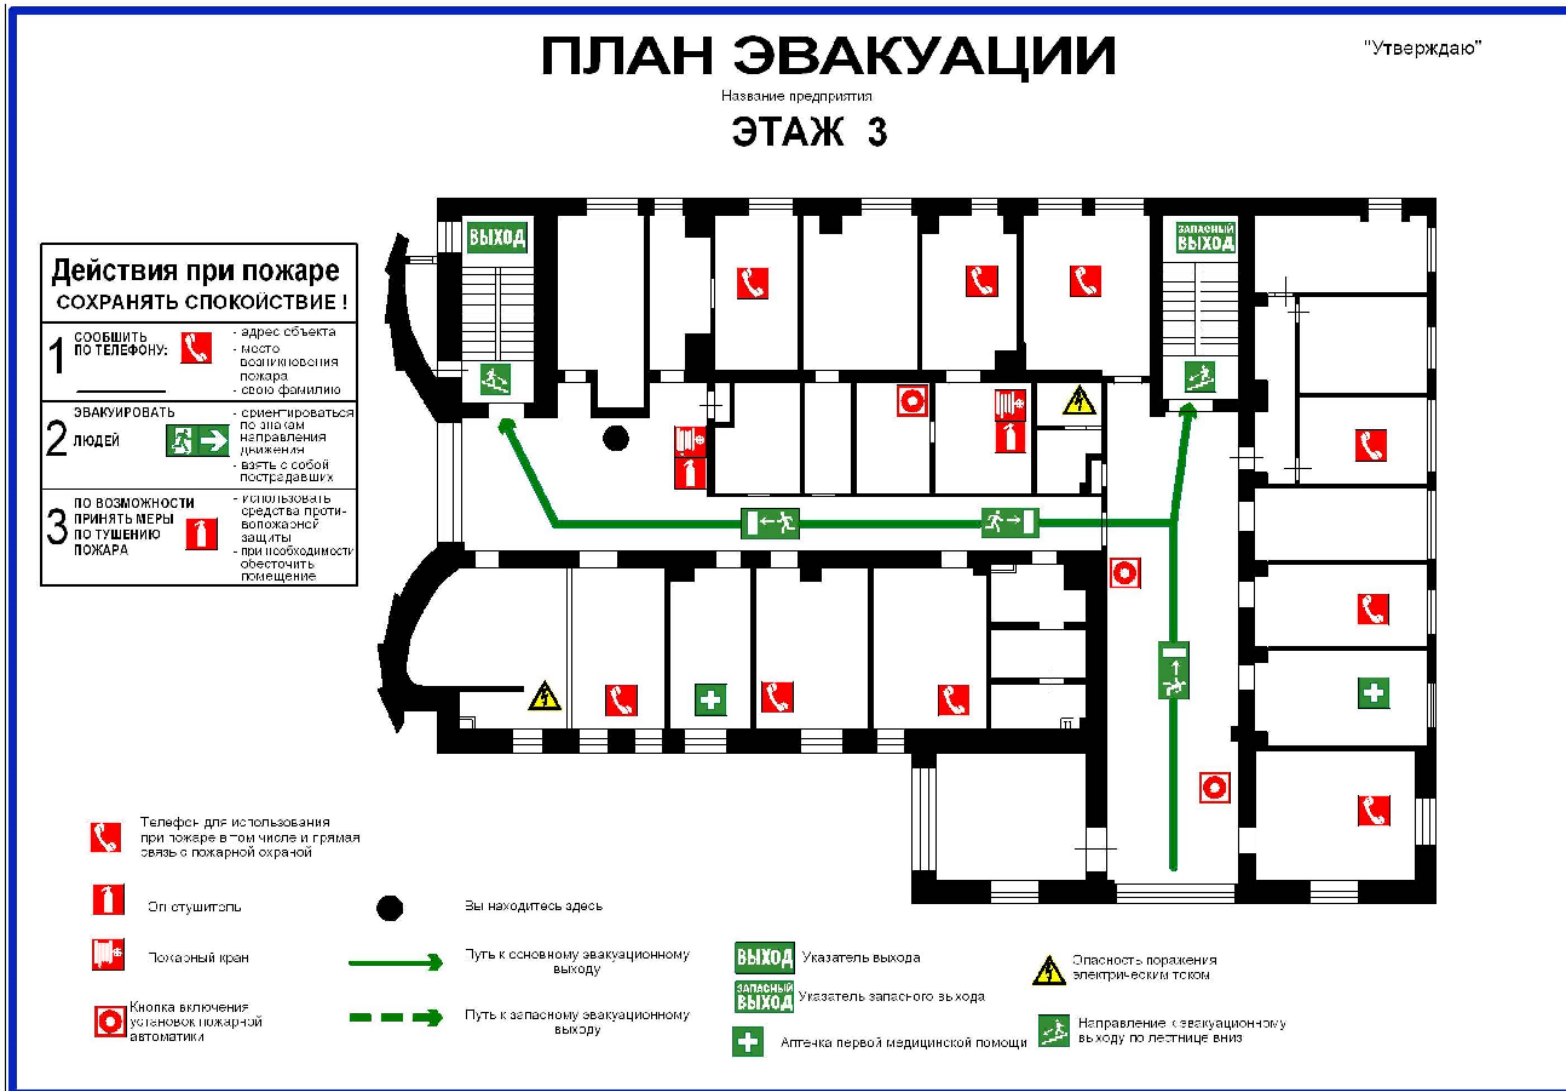 ПЛАН ЭВАКУАЦИИ
"Утверждаю"
Название предприятия
ЭТАЖ 3
Действия при пожаре
СОХРАНЯТЬ СПОКОЙСТВИЕ !
1
СООБШИТЬ
ПО ТЕЛЕФОНУ:
- адрес объекта
- место
возникновения
пожара
- свою фамилию
2
ЭВАКУИРОВАТЬ
ЛЮДЕЙ
- ориентироваться
по знакам
направления
движения
- взять с собой
пострадавших
3
ПО ВОЗМОЖНОСТИ
ПРИНЯТЬ МЕРЫ
ПО ТУШЕНИЮ
ПОЖАРА
- использовать
средства проти-
вопожарной
защиты
- при необходимости
обесточить
помещение
ВЫХОД
ЗАПАСНЫЙ
ВЫХОД
Телефон для использования
при пожаре в том числе и прямая
связь с пожарной охраной
Огнетушитель
Пожарный кран
Кнопка включения
установок пожарной
автоматики
Вы находитесь здесь
Путь к основному эвакуационному
выходу
Путь к запасному эвакуационному
выходу
ВЫХОД
Указатель выхода
ЗАПАСНЫЙ
ВЫХОД
Указатель запасного выхода
Аптечка первой медицинской помощи
Опасность поражения
электрическим током
Направление к эвакуационному
выходу по лестнице вниз